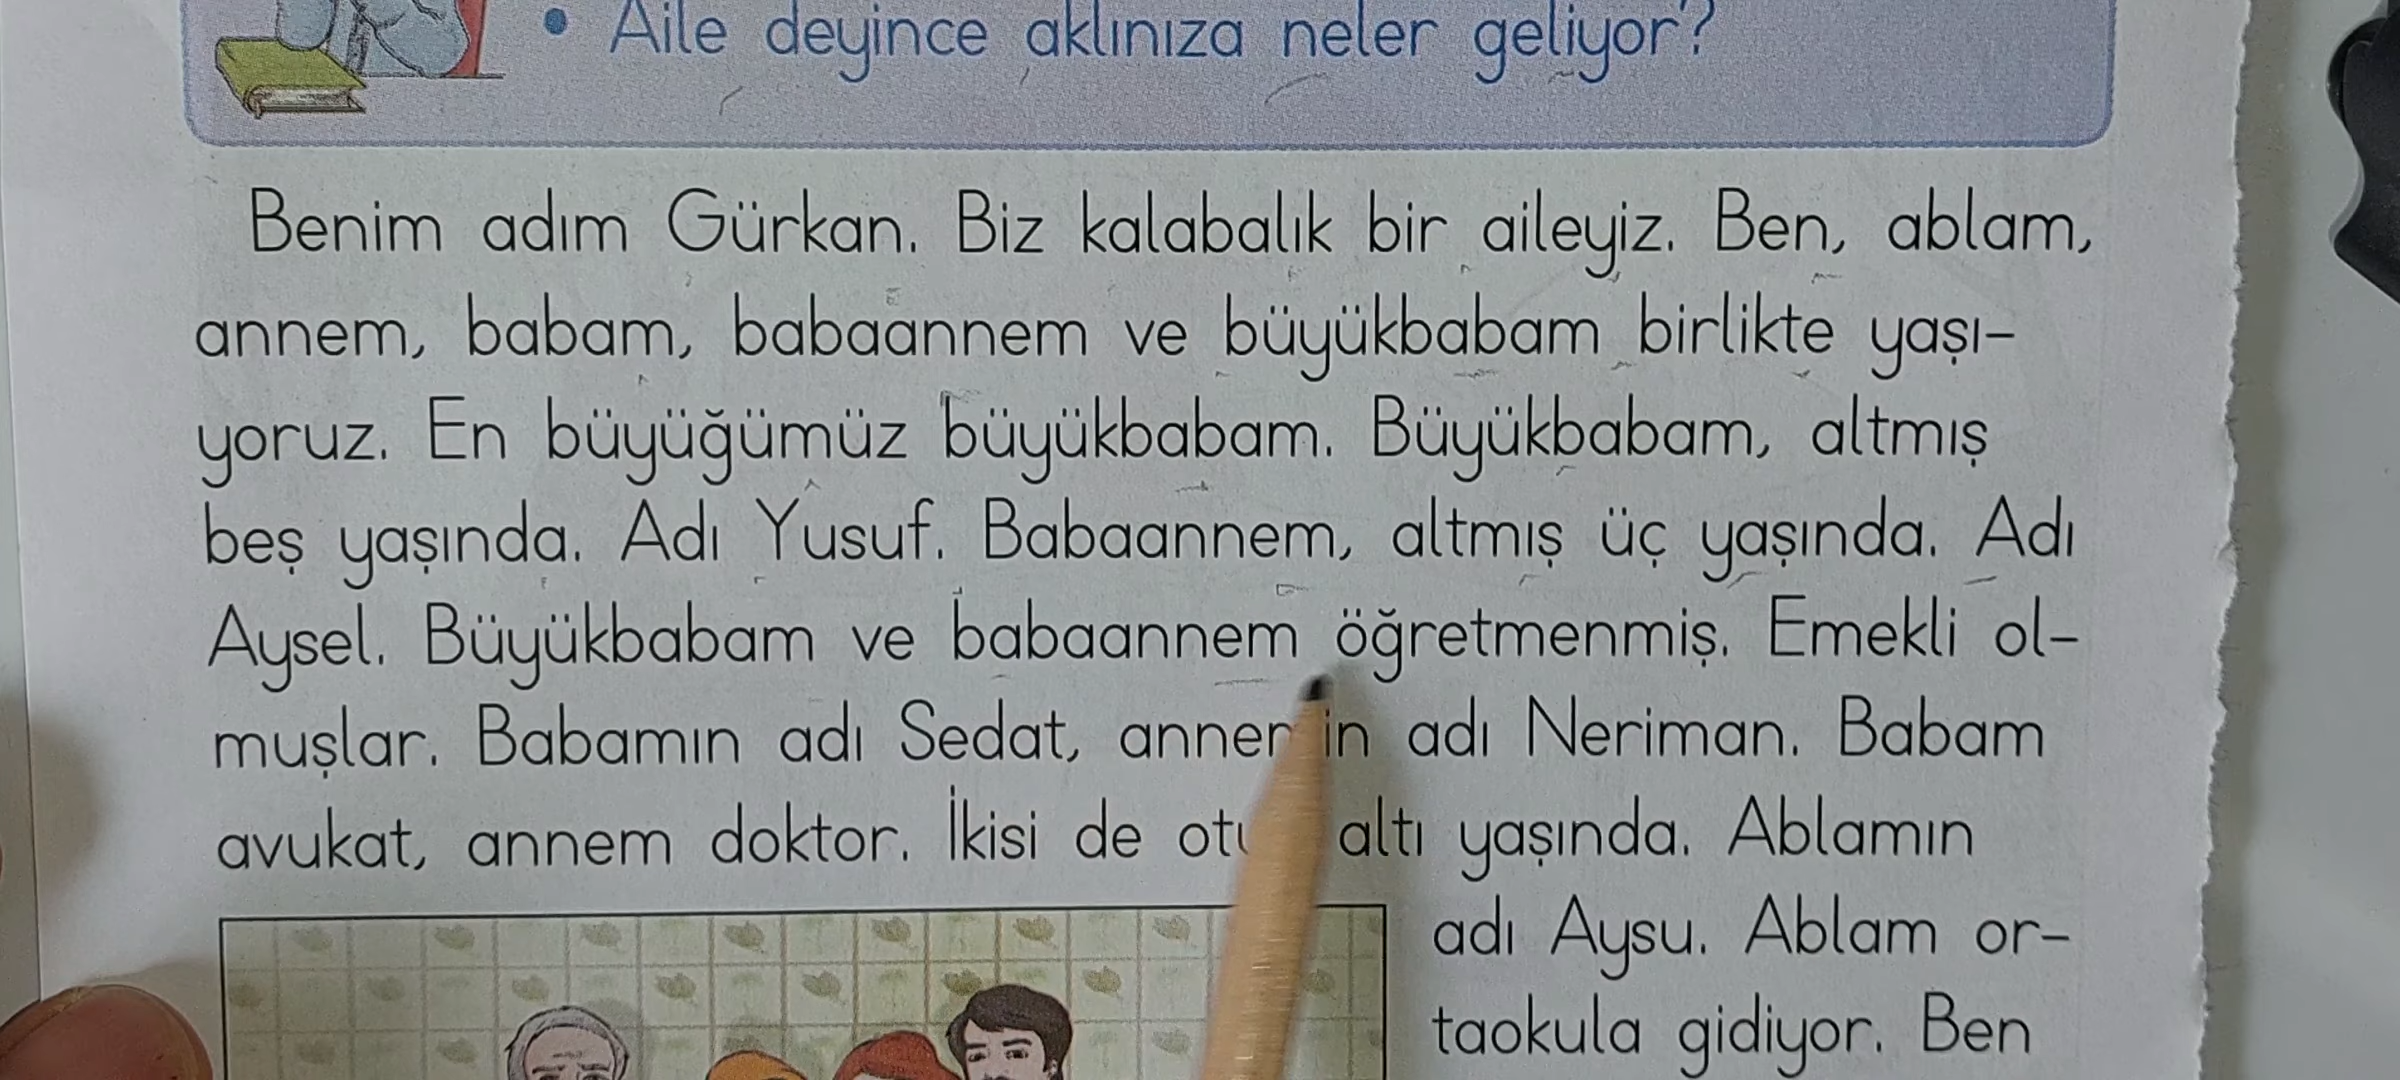 • Aile deyince aklınıza neler geliyor?
Benim adım Gürkan. Biz kalabalık bir aileyiz. Ben, ablam,
annem, babam, babaannem ve büyükbabam birlikte yaşı-
yoruz. En büyüğümüz büyükbabam. Büyükbabam, altmış
beş yaşında. Adı Yusuf. Babaannem, altmış üç yaşında. Adı
Aysel. Büyükbabam ve babaannem öğretmenmiş. Emekli ol-
muşlar. Babamın adı Sedat, adı Neriman. Babam
avukat, annem doktor. İkisi de altı yaşında. Ablamın
adı Aysu. Ablam or-
taokula gidiyor. Ben